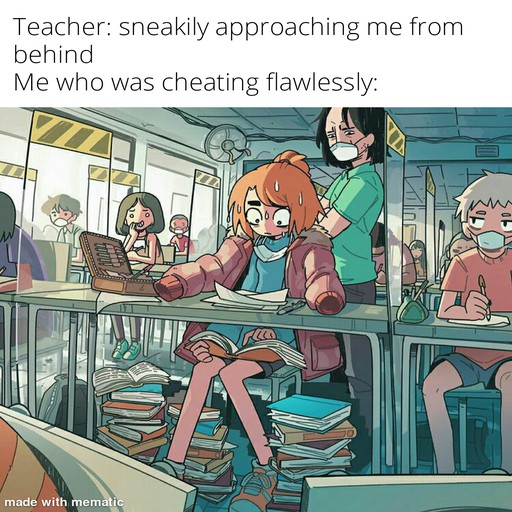 Teacher: sneakily approaching me from
behind
Me who was cheating flawlessly:
made with mematic